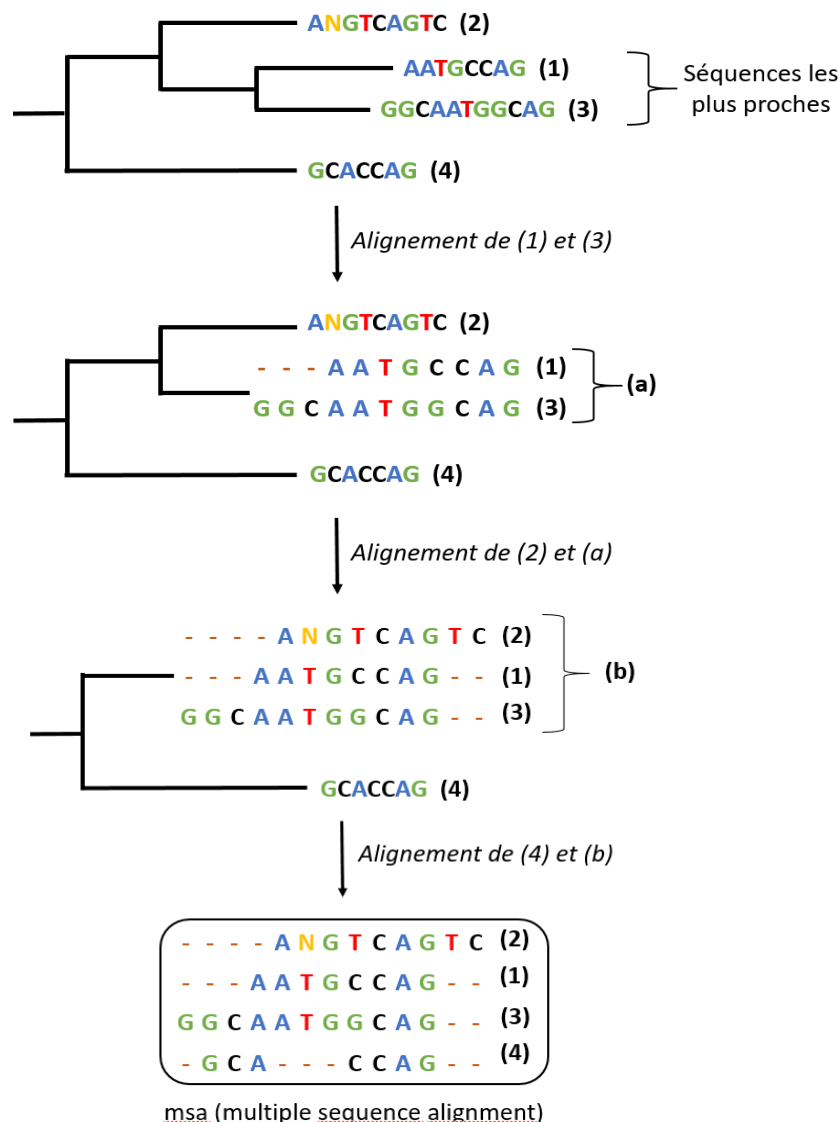 ANGTCAGTC (2)
AATGCCAG (1)
GGCAATGGCAG (3)
Séquences les
plus proches
GCACCAG (4)
Alignement de (1) et (3)
ANGTCAGTC (2)
- - - A A T G C C A G (1)
G G C A A T G G C A G (3)
(a)
GCACCAG (4)
Alignement de (2) et (a)
- - - - A N G T C A G T C (2)
- - - A A T G C C A G - - (1)
G G C A A T G G C A G - - (3)
(b)
GCACCAG (4)
Alignement de (4) et (b)
- - - - A N G T C A G T C (2)
- - - A A T G C C A G - - (1)
G G C A A T G G C A G - - (3)
- G C A - - - C C A G - - (4)
msa (multiple sequence alignment)